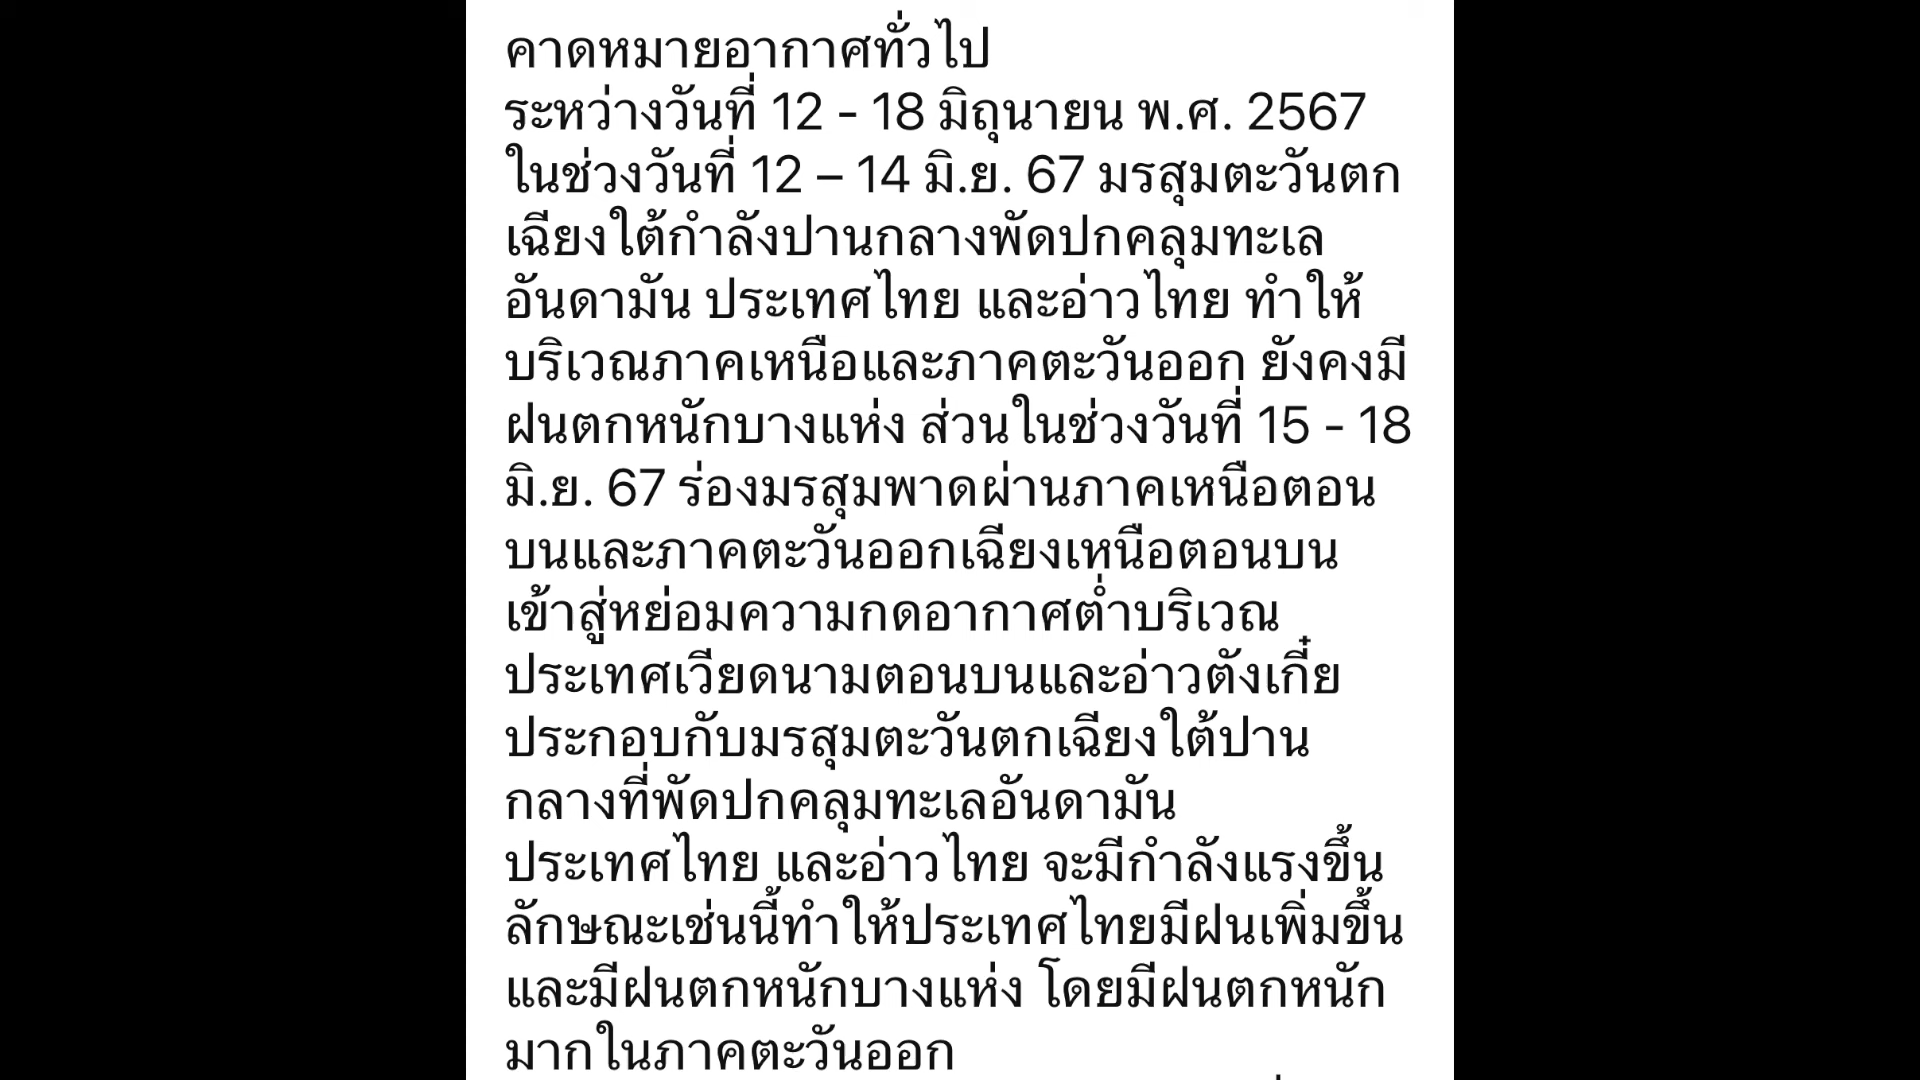 คาดหมายอากาศทั่วไป
ระหว่างวันที่ 12 - 18 มิถุนายน พ.ศ. 2567
ในช่วงวันที่ 12 – 14 มิ.ย. 67 มรสุมตะวันตก
เฉียงใต้กำลังปานกลางพัดปกคลุมทะเล
อันดามัน ประเทศไทย และอ่าวไทย ทำให้
บริเวณภาคเหนือและภาคตะวันออก ยังคงมี
ฝนตกหนักบางแห่ง ส่วนในช่วงวันที่ 15 - 18
มิ.ย. 67 ร่องมรสุมพาดผ่านภาคเหนือตอน
บนและภาคตะวันออกเฉียงเหนือตอนบน
เข้าสู่หย่อมความกดอากาศต่ำบริเวณ
ประเทศเวียดนามตอนบนและอ่าวตังเกี๋ย
ประกอบกับมรสุมตะวันตกเฉียงใต้ปาน
กลางที่พัดปกคลุมทะเลอันดามัน
ประเทศไทย และอ่าวไทย จะมีกำลังแรงขึ้น
ลักษณะเช่นนี้ทำให้ประเทศไทยมีฝนเพิ่มขึ้น
และมีฝนตกหนักบางแห่ง โดยมีฝนตกหนัก
มากในภาคตะวันออก